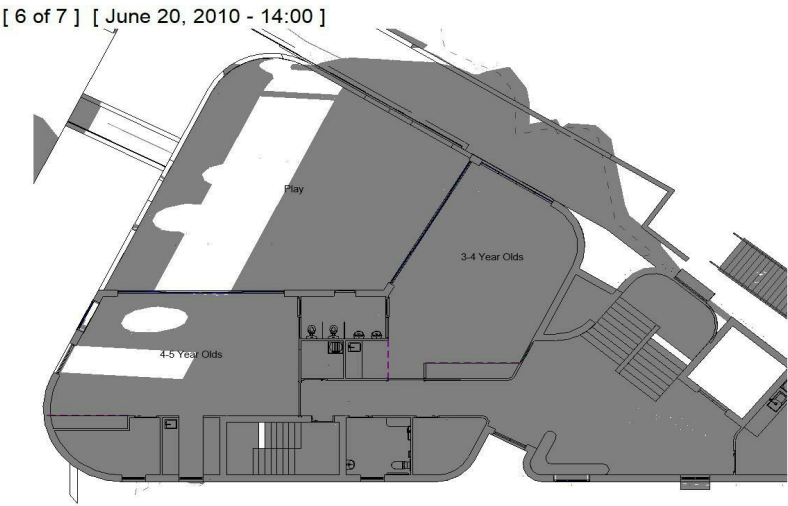 [ 6 of 7 ] [ June 20, 2010 - 14:00 ]
Play
3-4 Year Olds
4-5 Year Olds